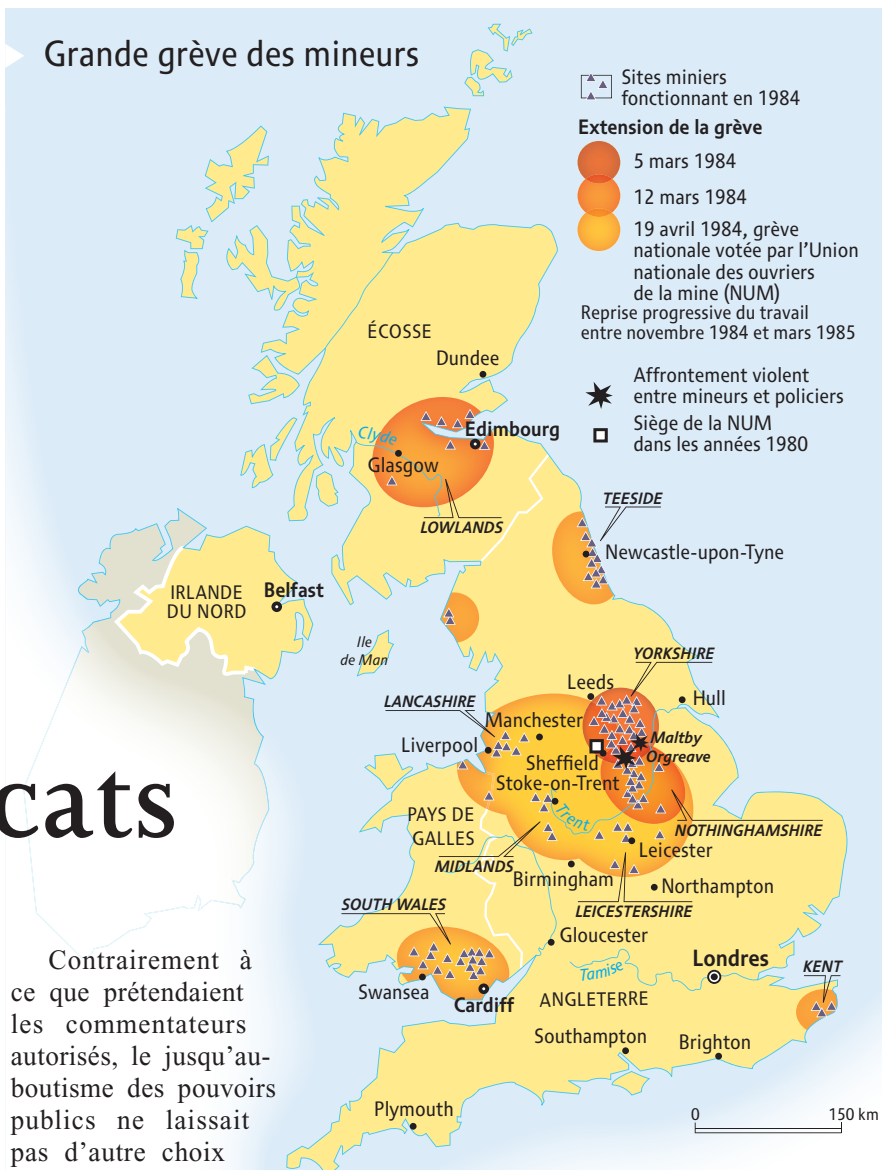 Grande grève des mineurs
Sites miniers
fonctionnant en 1984
Extension de la grève
5 mars 1984
12 mars 1984
19 avril 1984, grève
nationale votée par l'Union
nationale des ouvriers
de la mine (NUM)
Reprise progressive du travail
entre novembre 1984 et mars 1985
Affrontement violent
entre mineurs et policiers
Siège de la NUM
dans les années 1980
ÉCOSSE
Dundee
Clyde
Edimbourg
Glasgow
LOWLANDS
TEESIDE
Newcastle-upon-Tyne
IRLANDE
DU NORD
Belfast
Ile
de Man
YORKSHIRE
Leeds
Hull
LANCASHIRE
Manchester
Maltby
Liverpool
Sheffield
Orgreave
Stoke-on-Trent
Trent
PAYS DE
GALLES
NOTHINGHAMSHIRE
MIDLANDS
Leicester
Birmingham
Northampton
LEICESTERSHIRE
SOUTH WALES
Gloucester
Tamise
Londres
KENT
Swansea
Cardiff
ANGLETERRE
Southampton
Brighton
Plymouth
0 150 km
cats
Contrairement à
ce que prétendaient
les commentateurs
autorisés, le jusqu'au-
boutisme des pouvoirs
publics ne laissait
pas d'autre choix